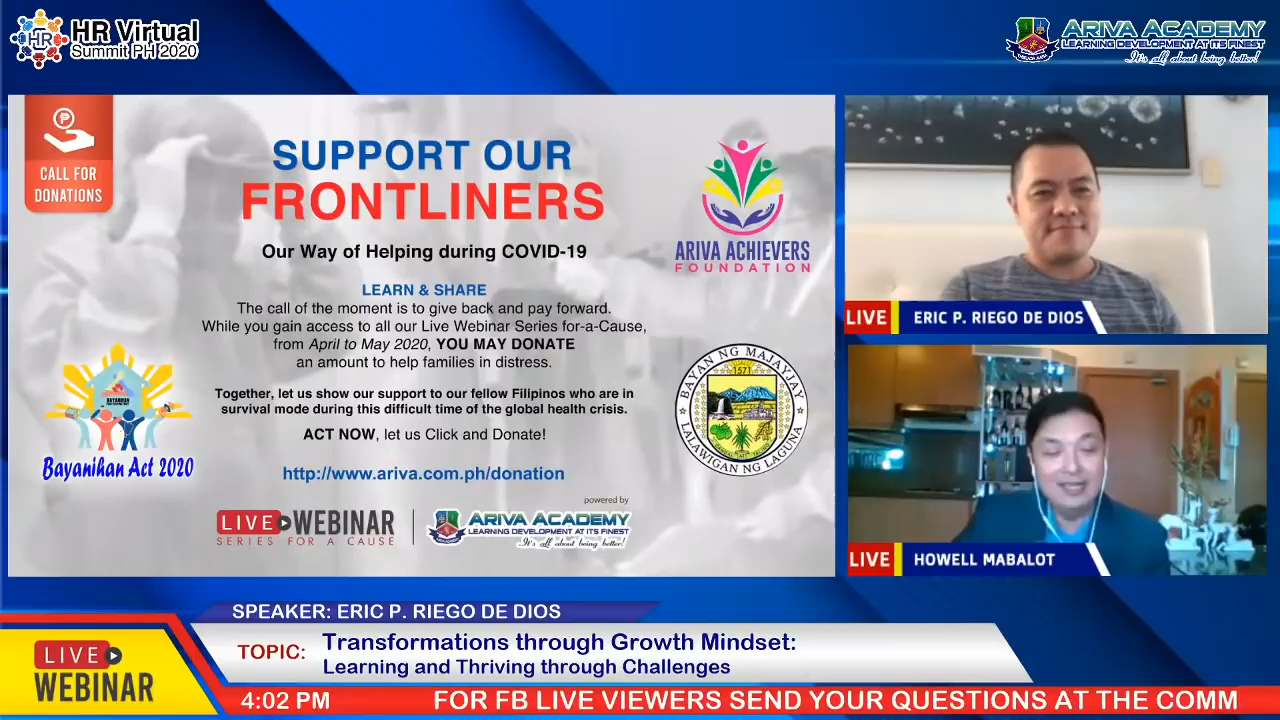 HR
HR Virtual
Summit PH 2020
ARIVA ACADEMY
LEARNING DEVELOPMENT AT ITS FINEST
It's all about being better!
CALL FOR
DONATIONS
SUPPORT OUR
FRONTLINERS
Our Way of Helping during COVID-19
LEARN & SHARE
The call of the moment is to give back and pay forward.
While you gain access to all our Live Webinar Series for-a-Cause,
from April to May 2020, YOU MAY DONATE
an amount to help families in distress.
Together, let us show our support to our fellow Filipinos who are in
survival mode during this difficult time of the global health crisis.
ACT NOW, let us Click and Donate!
http://www.ariva.com.ph/donation
ARIVA ACHIEVERS
FOUNDATION
BAYANIHAN
Bayanihan Act 2020
BAYAN NG MAJAYJAY
1571
LALAWIGAN NG LAGUNA
LIVE WEBINAR
SERIES FOR A CAUSE
powered by
ARIVA ACADEMY
LEARNING DEVELOPMENT AT ITS FINEST
It's all about being better!
LIVE ERIC P. RIEGO DE DIOS
LIVE HOWELL MABALOT
SPEAKER: ERIC P. RIEGO DE DIOS
TOPIC: Transformations through Growth Mindset:
Learning and Thriving through Challenges
LIVE
WEBINAR
4:02 PM FOR FB LIVE VIEWERS SEND YOUR QUESTIONS AT THE COMM